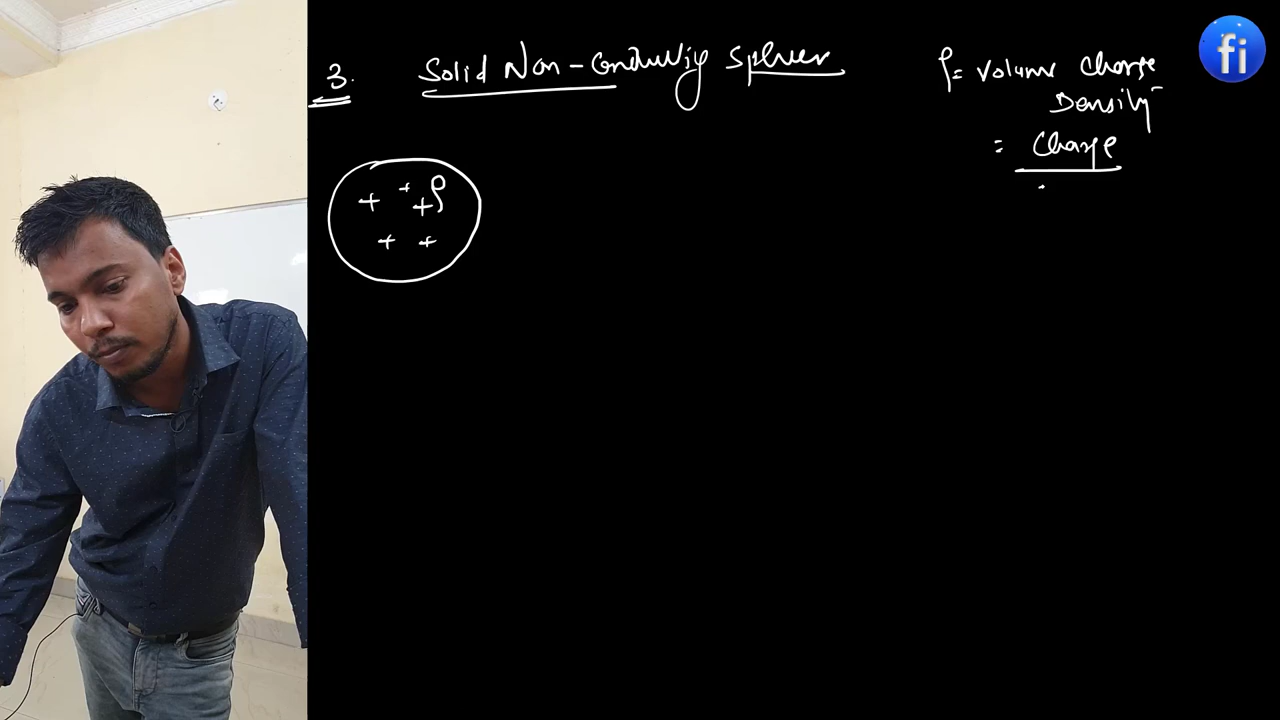 3. Solid Non-Conducting Sphere
ρ = Volume Charge
Density
= Charge
+ + + ρ
+ +
fi